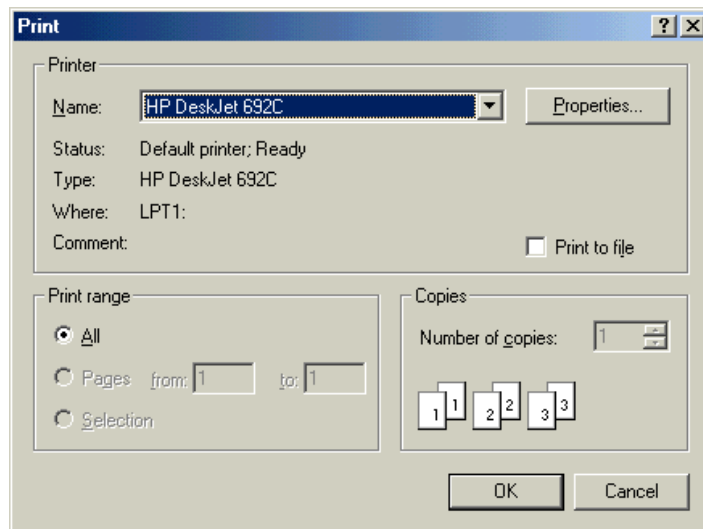 Print
Printer
Name: HP DeskJet 692C Properties...
Status: Default printer; Ready
Type: HP DeskJet 692C
Where: LPT1:
Comment: Print to file
Print range
All
Pages from: 1 to: 1
Selection
Copies
Number of copies: 1
1 1 2 2 3 3
OK Cancel